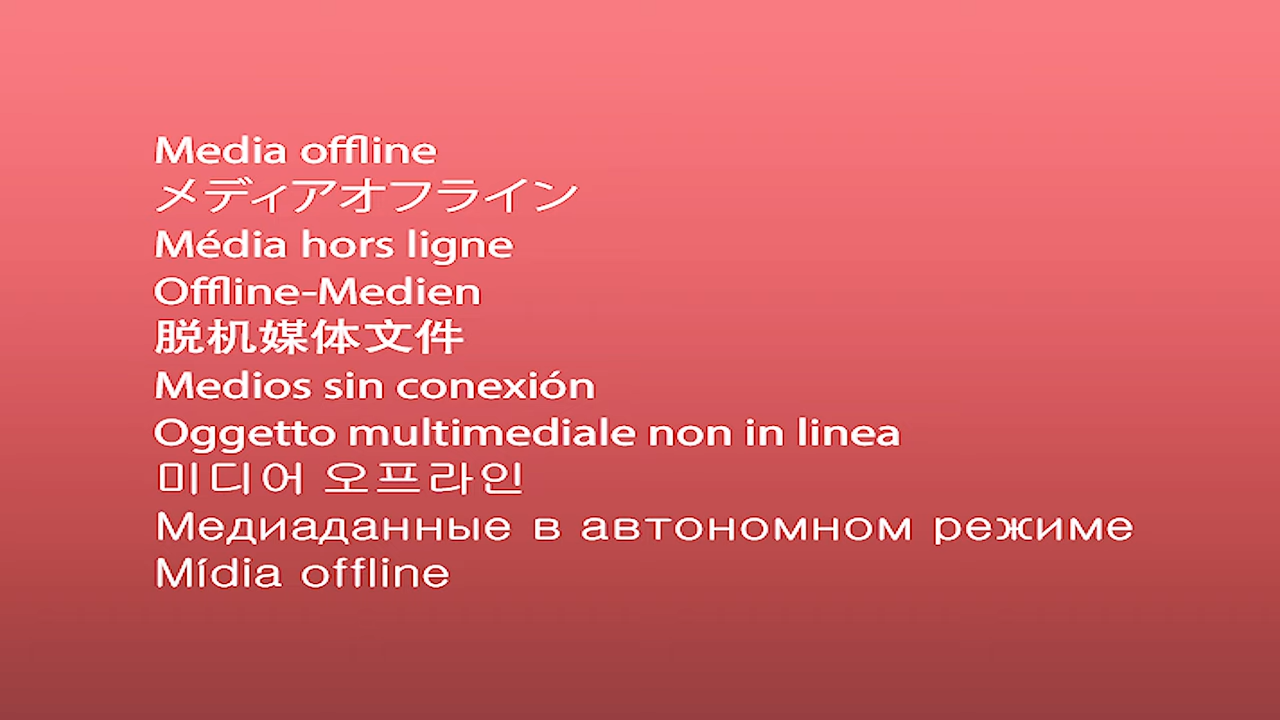 Media offline
メディアオフライン
Média hors ligne
Offline-Medien
脱机媒体文件
Medios sin conexión
Oggetto multimediale non in linea
미디어 오프라인
Медиаданные в автономном режиме
Mídia offline